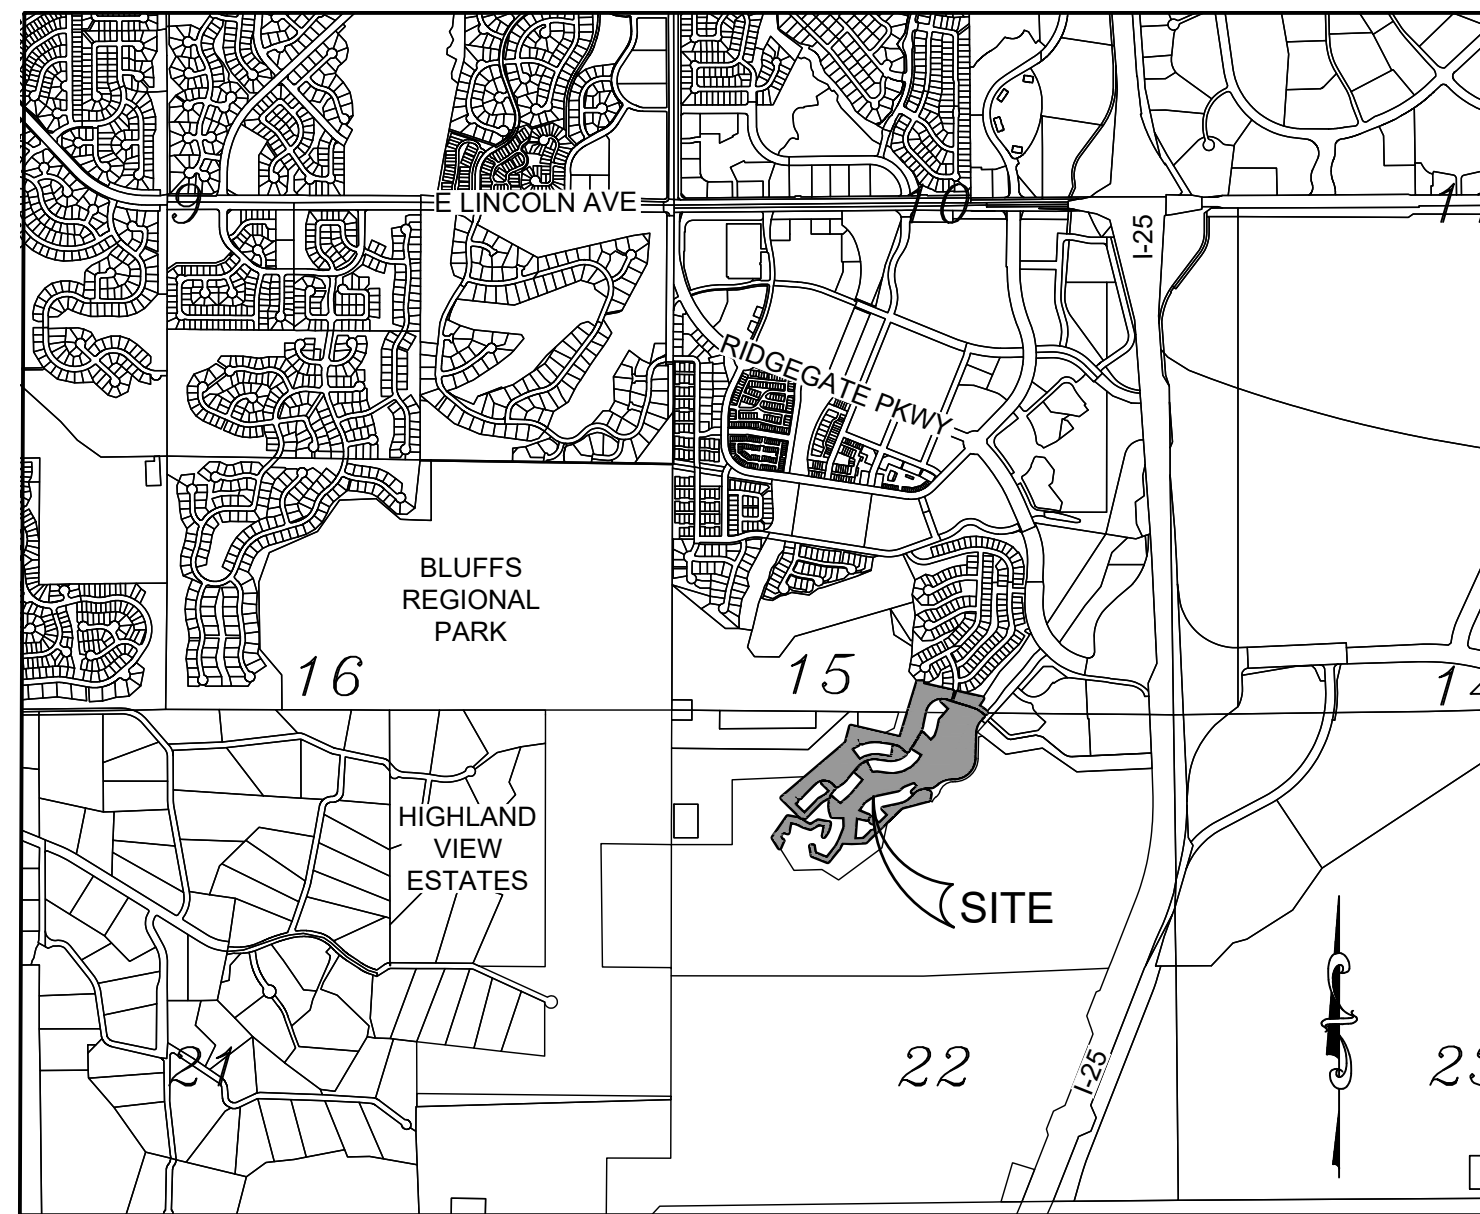 9
E LINCOLN AVE
10
I-25
RIDGEGATE PKWY
BLUFFS
REGIONAL
PARK
16
15
14
HIGHLAND
VIEW
ESTATES
SITE
21
22
I-25